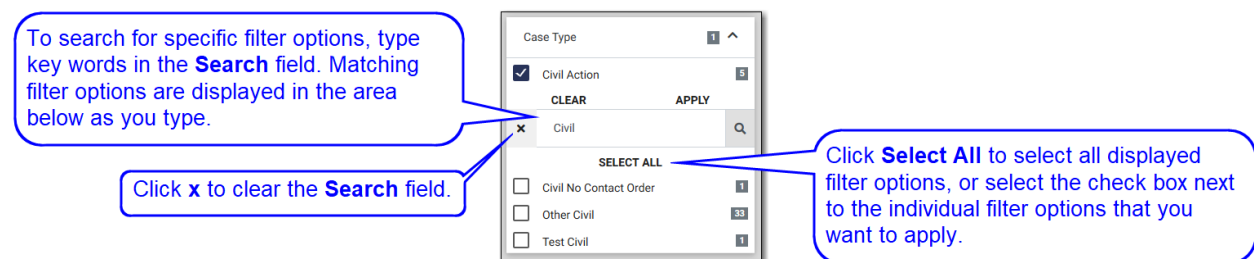 To search for specific filter options, type
key words in the Search field. Matching
filter options are displayed in the area
below as you type.
Click x to clear the Search field.
Case Type 1
Civil Action 5
CLEAR APPLY
x Civil
SELECT ALL
Civil No Contact Order 1
Other Civil 33
Test Civil 1
Click Select All to select all displayed
filter options, or select the check box next
to the individual filter options that you
want to apply.